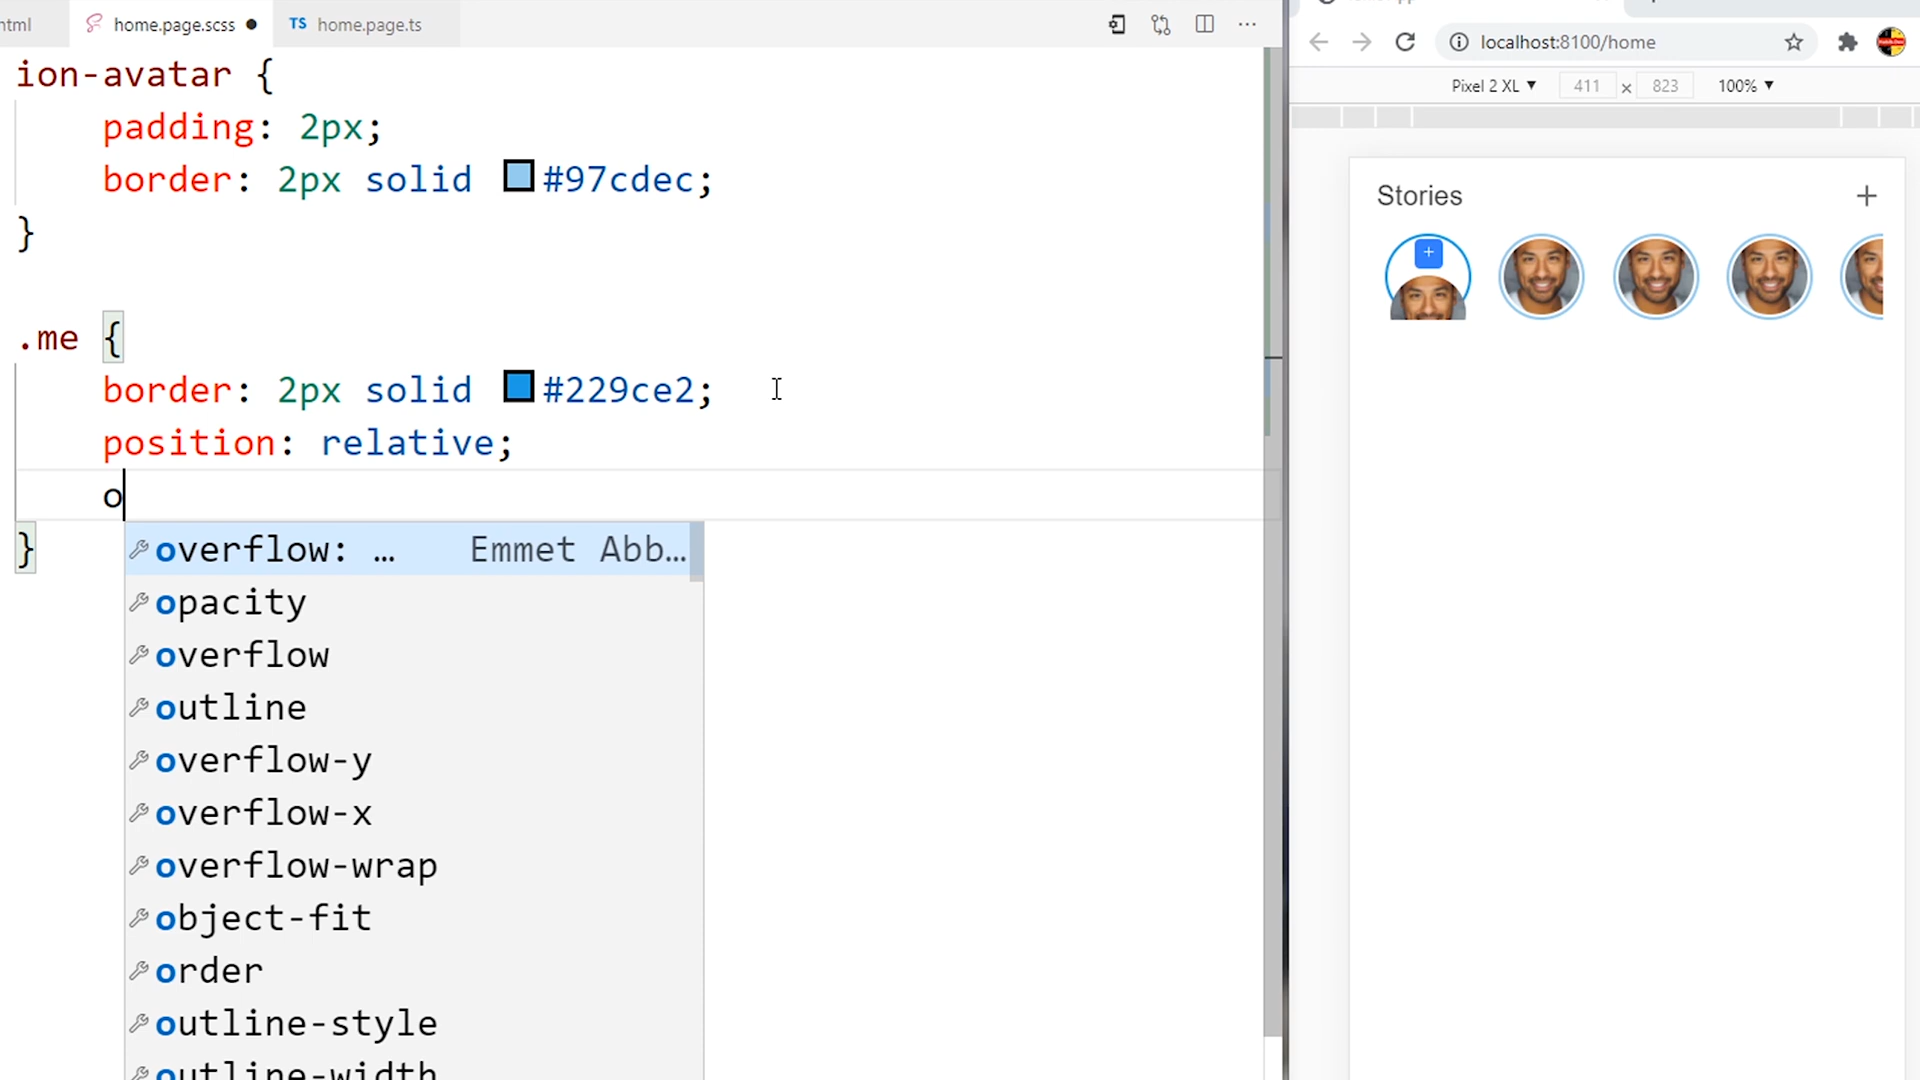 html
home.page.scss
TS home.page.ts
ion-avatar {
padding: 2px;
border: 2px solid #97cdec;
}
.me {
border: 2px solid #229ce2;
position: relative;
o
}
overflow: … Emmet Abb…
opacity
overflow
outline
overflow-y
overflow-x
overflow-wrap
object-fit
order
outline-style
outline-width
localhost:8100/home
Pixel 2 XL ▼ 411 × 823 100% ▼
Stories +
+